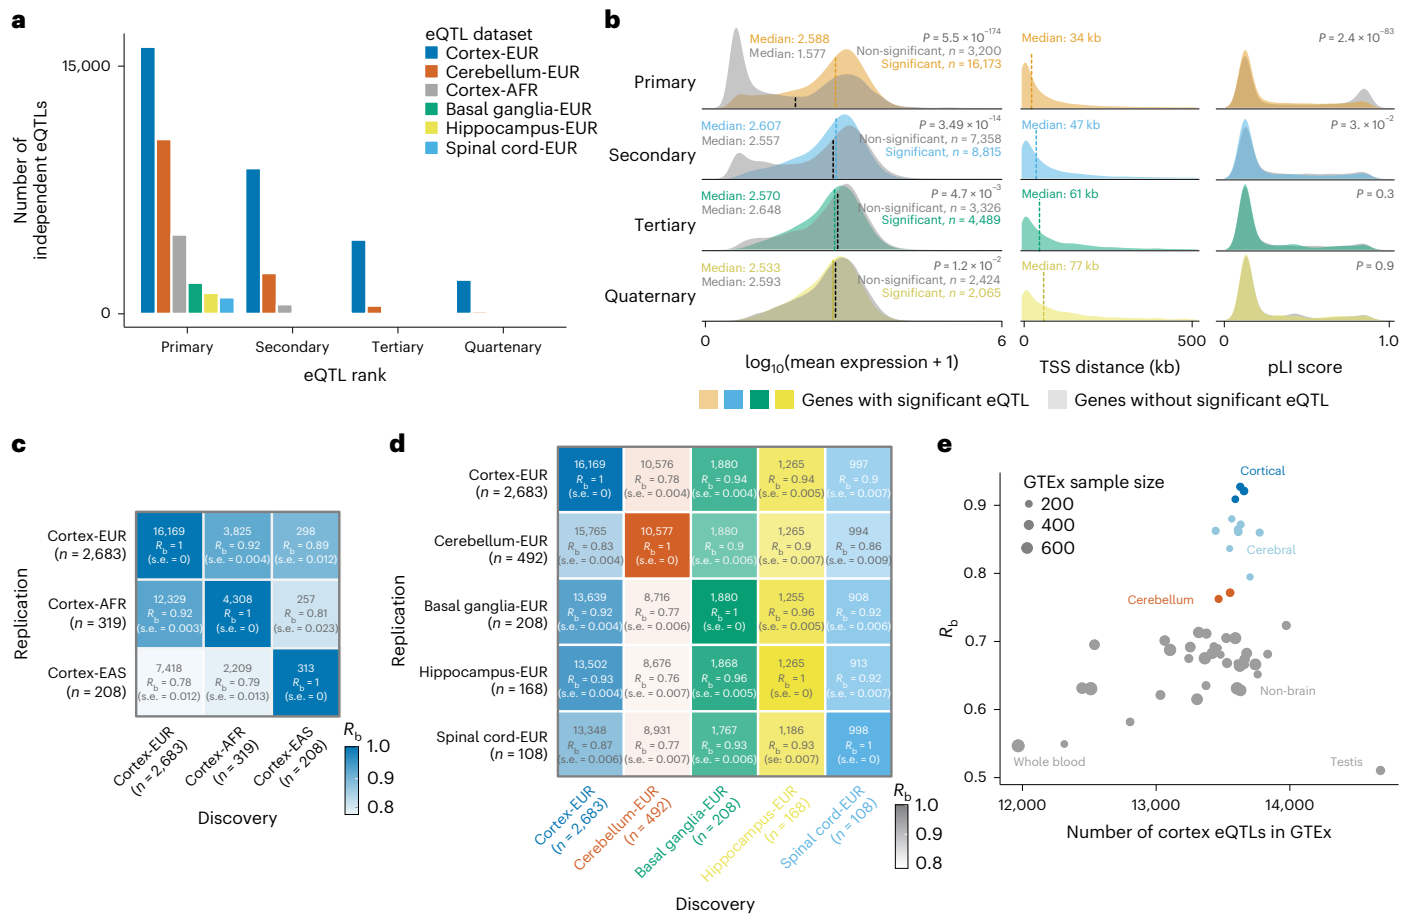 a
Number of
independent eQTLs
15,000
0
Primary
Secondary
Tertiary
Quartenary
eQTL rank
eQTL dataset
Cortex-EUR
Cerebellum-EUR
Cortex-AFR
Basal ganglia-EUR
Hippocampus-EUR
Spinal cord-EUR
b
Primary
Median: 2.588
Median: 1.577
P = 5.5 × 10⁻¹⁷⁴
Non-significant, n = 3,200
Significant, n = 16,173
Median: 34 kb
P = 2.4 × 10⁻⁸³
Secondary
Median: 2.607
Median: 2.557
P = 3.49 × 10⁻¹⁴
Non-significant, n = 7,358
Significant, n = 8,815
Median: 47 kb
P = 3. × 10⁻²
Tertiary
Median: 2.570
Median: 2.648
P = 4.7 × 10⁻³
Non-significant, n = 3,326
Significant, n = 4,489
Median: 61 kb
P = 0.3
Quaternary
Median: 2.533
Median: 2.593
P = 1.2 × 10⁻²
Non-significant, n = 2,424
Significant, n = 2,065
Median: 77 kb
P = 0.9
0 6
log₁₀(mean expression + 1)
0 500
TSS distance (kb)
0 1.0
pLI score
Genes with significant eQTL
Genes without significant eQTL
c
Replication
Cortex-EUR
(n = 2,683)
16,169 3,825 298
Rb = 1 Rb = 0.92 Rb = 0.89
(s.e. = 0) (s.e. = 0.004) (s.e. = 0.012)
Cortex-AFR
(n = 319)
12,329 4,308 257
Rb = 0.92 Rb = 1 Rb = 0.81
(s.e. = 0.003) (s.e. = 0) (s.e. = 0.023)
Cortex-EAS
(n = 208)
7,418 2,209 313
Rb = 0.78 Rb = 0.79 Rb = 1
(s.e. = 0.012) (s.e. = 0.013) (s.e. = 0)
Cortex-EUR
(n = 2,683)
Cortex-AFR
(n = 319)
Cortex-EAS
(n = 208)
Discovery
Rb
1.0
0.9
0.8
d
Replication
Cortex-EUR
(n = 2,683)
16,169 10,576 1,880 1,265 997
Rb = 1 Rb = 0.78 Rb = 0.94 Rb = 0.94 Rb = 0.9
(s.e. = 0) (s.e. = 0.004) (s.e. = 0.004) (s.e. = 0.005) (s.e. = 0.007)
Cerebellum-EUR
(n = 492)
15,765 10,577 1,880 1,265 994
Rb = 0.83 Rb = 1 Rb = 0.9 Rb = 0.9 Rb = 0.86
(s.e. = 0.004) (s.e. = 0) (s.e. = 0.006) (s.e. = 0.007) (s.e. = 0.009)
Basal ganglia-EUR
(n = 208)
13,639 8,716 1,880 1,255 908
Rb = 0.92 Rb = 0.77 Rb = 1 Rb = 0.96 Rb = 0.92
(s.e. = 0.004) (s.e. = 0.006) (s.e. = 0) (s.e. = 0.005) (s.e. = 0.006)
Hippocampus-EUR
(n = 168)
13,502 8,676 1,868 1,265 913
Rb = 0.93 Rb = 0.76 Rb = 0.96 Rb = 1 Rb = 0.92
(s.e. = 0.004) (s.e. = 0.007) (s.e. = 0.005) (s.e. = 0) (s.e. = 0.007)
Spinal cord-EUR
(n = 108)
13,348 8,931 1,767 1,186 998
Rb = 0.87 Rb = 0.77 Rb = 0.93 Rb = 0.93 Rb = 1
(s.e. = 0.006) (s.e. = 0.007) (s.e. = 0.006) (se: 0.007) (s.e. = 0)
Cortex-EUR
(n = 2,683)
Cerebellum-EUR
(n = 492)
Basal ganglia-EUR
(n = 208)
Hippocampus-EUR
(n = 168)
Spinal cord-EUR
(n = 108)
Discovery
Rb
1.0
0.9
0.8
e
GTEx sample size
200
400
600
Cortical
Cerebral
Cerebellum
Non-brain
Whole blood
Testis
Rb
0.9
0.8
0.7
0.6
0.5
12,000 13,000 14,000
Number of cortex eQTLs in GTEx